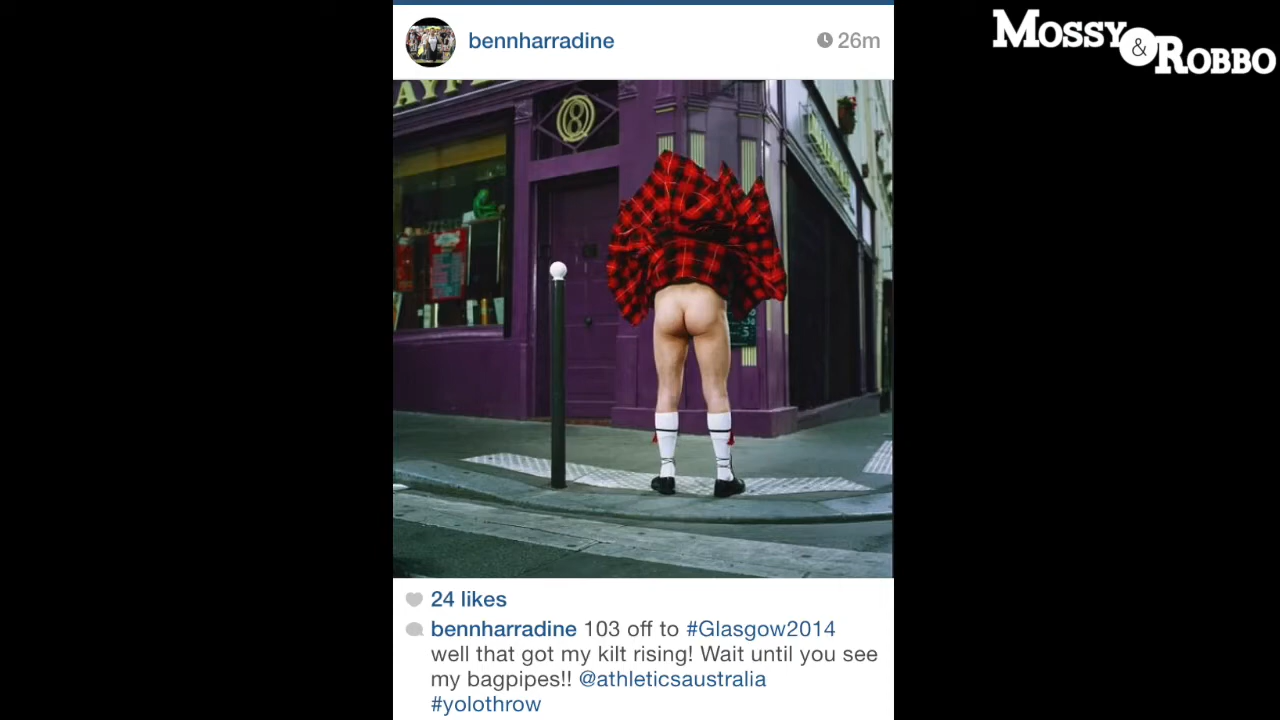 bennharradine
26m
MOSSY & ROBBO
8
24 likes
bennharradine 103 off to #Glasgow2014
well that got my kilt rising! Wait until you see
my bagpipes!! @athleticsaustralia
#yolothrow